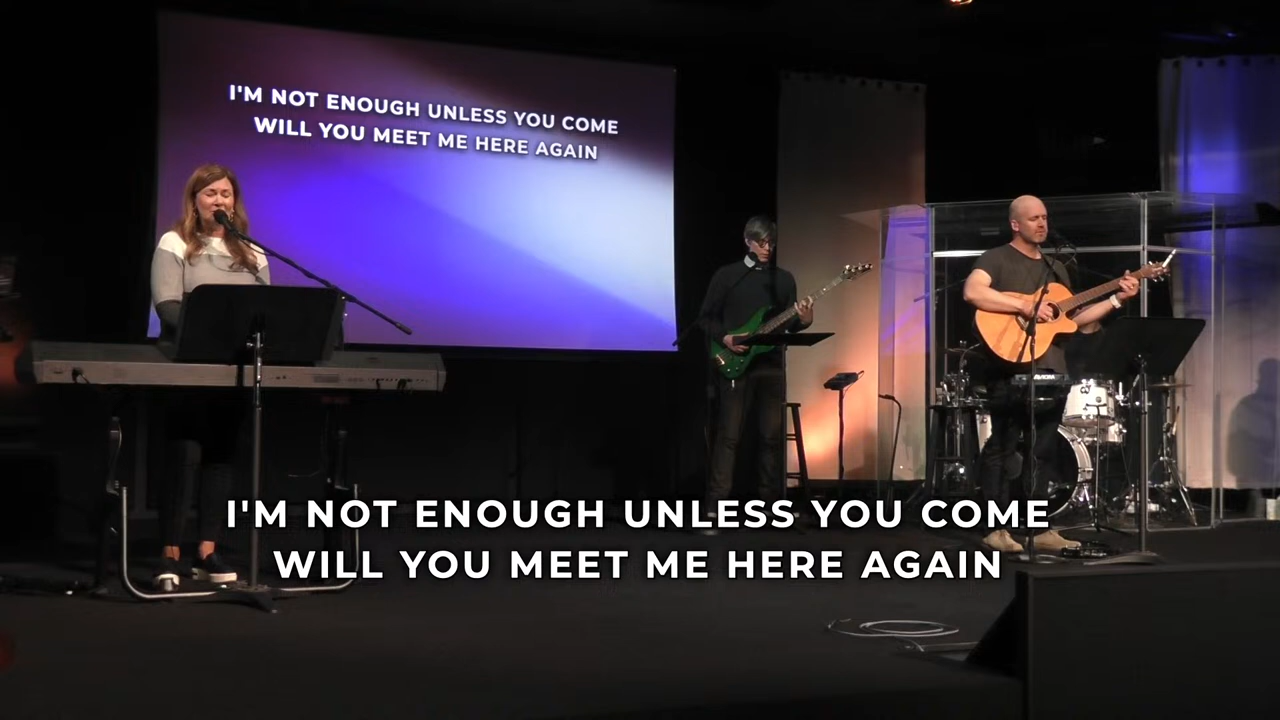 I'M NOT ENOUGH UNLESS YOU COME
WILL YOU MEET ME HERE AGAIN
AVIOM
I'M NOT ENOUGH UNLESS YOU COME
WILL YOU MEET ME HERE AGAIN